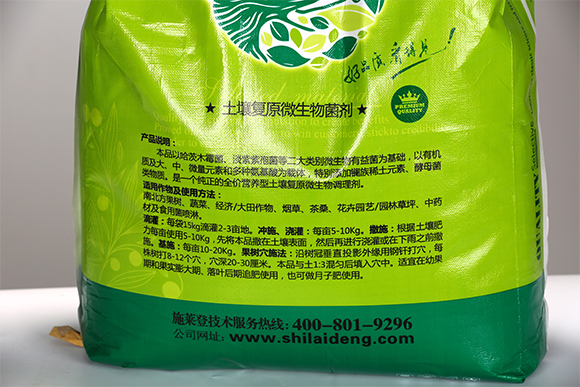 好品质 看得见!
PREMIUM
QUALITY
★ 土壤复原微生物菌剂 ★
产品说明:
本品以哈茨木霉菌、淡紫紫孢菌等二大类别微生物有益菌为基础,以有机
质及大、中、微量元素和多种氨基酸为载体,特别添加镧族稀土元素、酵母菌
类物质。是一个纯正的全价营养型土壤复原微生物调理剂。
适用作物及使用方法:
南北方果树、蔬菜、经济/大田作物、烟草、茶桑、花卉园艺/园林草坪、中药
材及食用菌喷淋。
滴灌:每袋15kg滴灌2-3亩地。冲施、浇灌:每亩5-10Kg。撒施:根据土壤肥
力每亩使用5-10Kg,先将本品撒在土壤表面,然后再进行浇灌或在下雨之前撒
施。基施:每亩10-20Kg。果树穴施法:沿树冠垂直投影外缘用钢钎打穴,每
株树打8-12个穴,穴深20-30厘米。本品与土1:3混匀后填入穴中。适宜在幼果
期和果实膨大期、落叶后期追肥使用,也可做月子肥使用。
施莱登技术服务热线:400-801-9296
公司网址:www.shilaideng.com